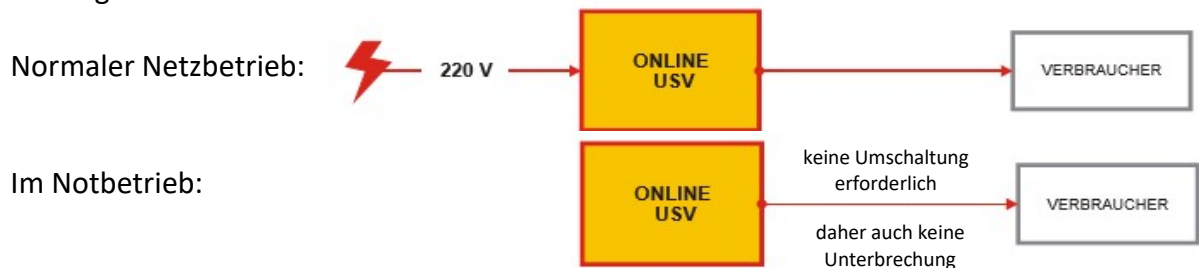 Normaler Netzbetrieb:
220 V
ONLINE
USV
VERBRAUCHER
Im Notbetrieb:
ONLINE
USV
keine Umschaltung
erforderlich
daher auch keine
Unterbrechung
VERBRAUCHER